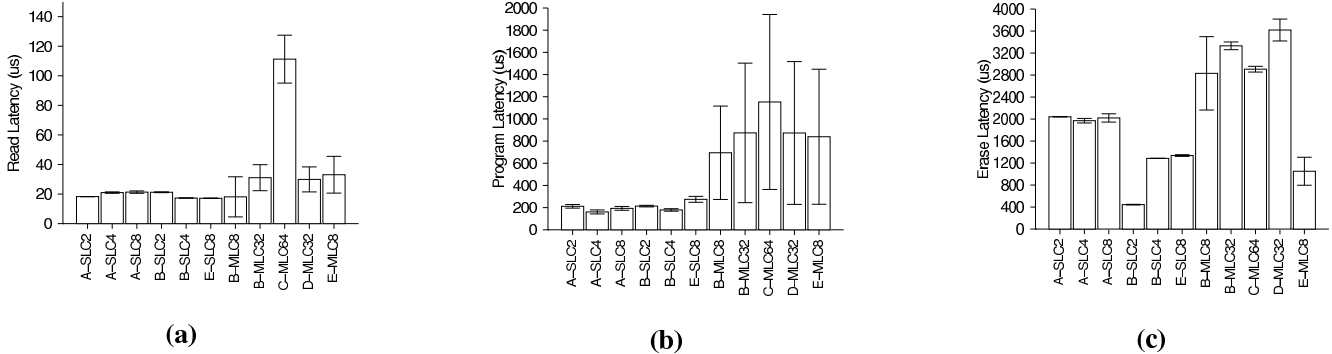 Read Latency (us)
140
120
100
80
60
40
20
0
A–SLC2
A–SLC4
A–SLC8
B–SLC2
B–SLC4
E–SLC8
B–MLC8
B–MLC32
C–MLC64
D–MLC32
E–MLC8
(a)
Program Latency (us)
2000
1800
1600
1400
1200
1000
800
600
400
200
0
A–SLC2
A–SLC4
A–SLC8
B–SLC2
B–SLC4
E–SLC8
B–MLC8
B–MLC32
C–MLC64
D–MLC32
E–MLC8
(b)
Erase Latency (us)
4000
3600
3200
2800
2400
2000
1600
1200
800
400
0
A–SLC2
A–SLC4
A–SLC8
B–SLC2
B–SLC4
E–SLC8
B–MLC8
B–MLC32
C–MLC64
D–MLC32
E–MLC8
(c)